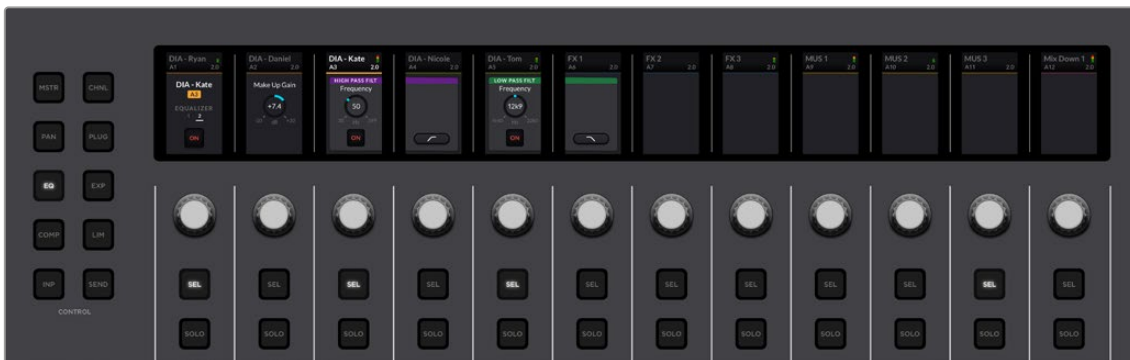 DIA - Ryan
A1 2.0
DIA - Daniel
A2 2.0
DIA - Kate
A3 2.0
DIA - Nicole
A4 2.0
DIA - Tom
A5 2.0
FX 1
A6 2.0
FX 2
A7 2.0
FX 3
A8 2.0
MUS 1
A9 2.0
MUS 2
A10 2.0
MUS 3
A11 2.0
Mix Down 1
A12 2.0
DIA - Kate
A3
EQUALIZER
1 2
ON
Make Up Gain
+7.4
-20 dB +20
HIGH PASS FILT
Frequency
50
Hz
ON
LOW PASS FILT
Frequency
12k9
Hz
ON
MSTR CHNL
PAN PLUG
EQ EXP
COMP LIM
INP SEND
CONTROL
SEL SEL SEL SEL SEL SEL SEL SEL SEL SEL SEL SEL
SOLO SOLO SOLO SOLO SOLO SOLO SOLO SOLO SOLO SOLO SOLO SOLO